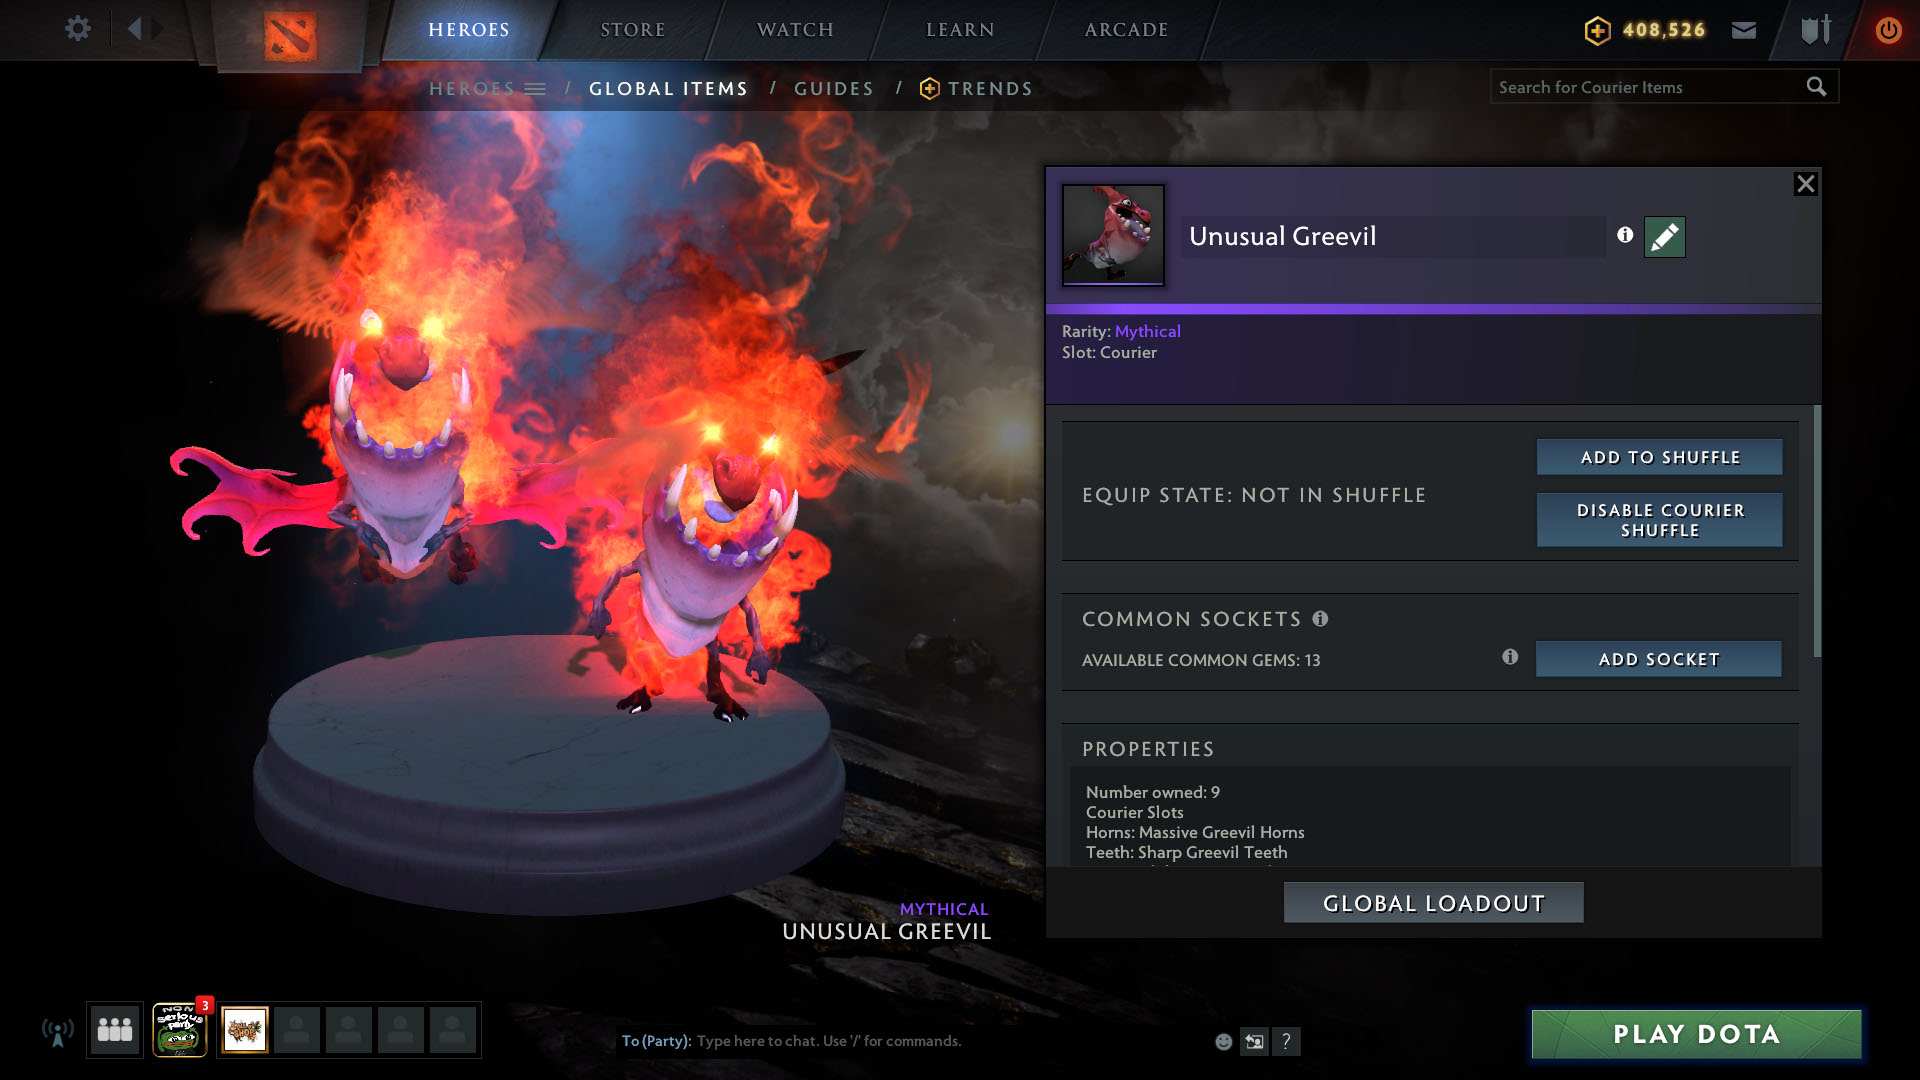 HEROES
STORE
WATCH
LEARN
ARCADE
408,526
HEROES / GLOBAL ITEMS / GUIDES / TRENDS
Search for Courier Items
Unusual Greevil
Rarity: Mythical
Slot: Courier
ADD TO SHUFFLE
EQUIP STATE: NOT IN SHUFFLE
DISABLE COURIER
SHUFFLE
COMMON SOCKETS
AVAILABLE COMMON GEMS: 13
ADD SOCKET
PROPERTIES
Number owned: 9
Courier Slots
Horns: Massive Greevil Horns
Teeth: Sharp Greevil Teeth
GLOBAL LOADOUT
MYTHICAL
UNUSUAL GREEVIL
3
NON
serious
party
To (Party): Type here to chat. Use '/' for commands.
?
PLAY DOTA